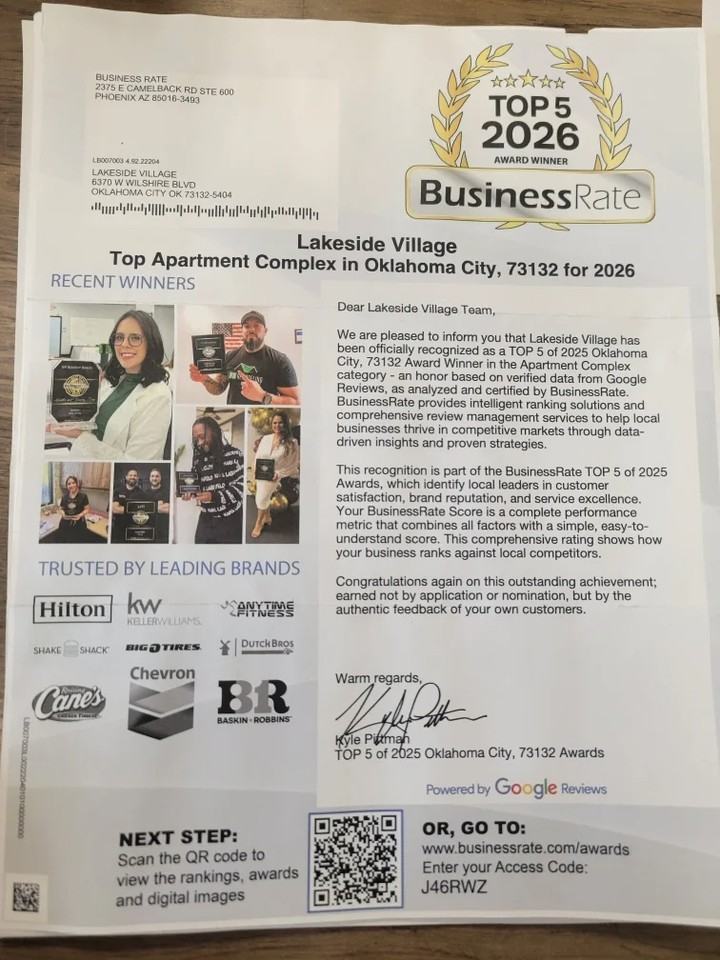 BUSINESS RATE
2375 E CAMELBACK RD STE 600
PHOENIX AZ 85016-3493
LB007003 4.92.22204
LAKESIDE VILLAGE
6370 W WILSHIRE BLVD
OKLAHOMA CITY OK 73132-5404
TOP 5
2026
AWARD WINNER
BusinessRate
Lakeside Village
Top Apartment Complex in Oklahoma City, 73132 for 2026
RECENT WINNERS
TRUSTED BY LEADING BRANDS
Hilton
kw
KELLERWILLIAMS.
ANYTIME
FITNESS
SHAKE SHACK
BIG O TIRES
DUTCH BROS
Raising
Cane's
CHICKEN FINGERS
Chevron
BR
BASKIN ROBBINS
Dear Lakeside Village Team,
We are pleased to inform you that Lakeside Village has
been officially recognized as a TOP 5 of 2025 Oklahoma
City, 73132 Award Winner in the Apartment Complex
category - an honor based on verified data from Google
Reviews, as analyzed and certified by BusinessRate.
BusinessRate provides intelligent ranking solutions and
comprehensive review management services to help local
businesses thrive in competitive markets through data-
driven insights and proven strategies.
This recognition is part of the BusinessRate TOP 5 of 2025
Awards, which identify local leaders in customer
satisfaction, brand reputation, and service excellence.
Your BusinessRate Score is a complete performance
metric that combines all factors with a simple, easy-to-
understand score. This comprehensive rating shows how
your business ranks against local competitors.
Congratulations again on this outstanding achievement;
earned not by application or nomination, but by the
authentic feedback of your own customers.
Warm regards,
Kyle Pittman
TOP 5 of 2025 Oklahoma City, 73132 Awards
Powered by Google Reviews
NEXT STEP:
Scan the QR code to
view the rankings, awards
and digital images
OR, GO TO:
www.businessrate.com/awards
Enter your Access Code:
J46RWZ